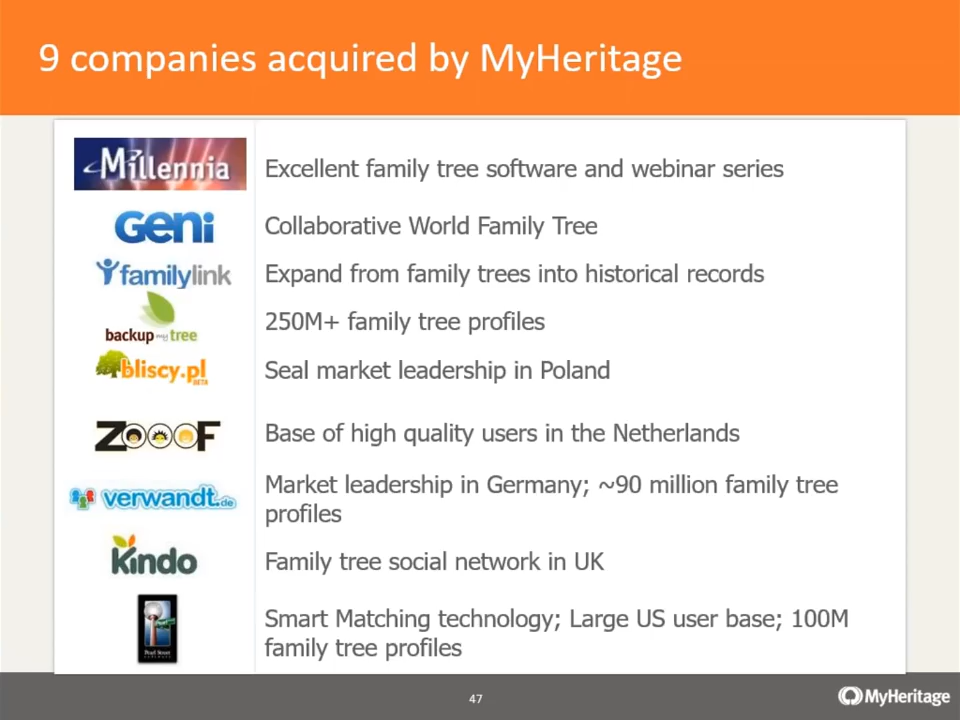 9 companies acquired by MyHeritage
Millennia
Excellent family tree software and webinar series
Geni
Collaborative World Family Tree
familylink
Expand from family trees into historical records
backup my tree
250M+ family tree profiles
bliscy.pl
BETA
Seal market leadership in Poland
ZOOOF
Base of high quality users in the Netherlands
verwandt.de
Market leadership in Germany; ~90 million family tree
profiles
Kindo
Family tree social network in UK
Pearl Street
Smart Matching technology; Large US user base; 100M
family tree profiles
47
MyHeritage